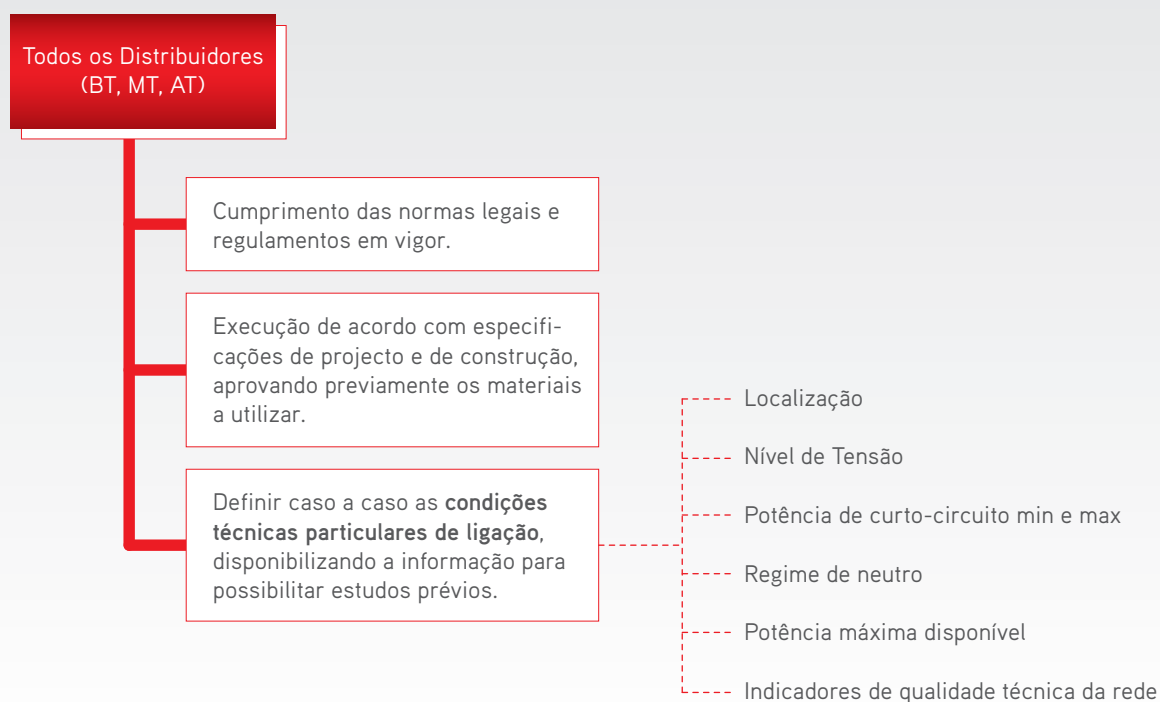 Todos os Distribuidores
(BT, MT, AT)
Cumprimento das normas legais e
regulamentos em vigor.
Execução de acordo com especifi-
cações de projecto e de construção,
aprovando previamente os materiais
a utilizar.
Definir caso a caso as condições
técnicas particulares de ligação,
disponibilizando a informação para
possibilitar estudos prévios.
Localização
Nível de Tensão
Potência de curto-circuito min e max
Regime de neutro
Potência máxima disponível
Indicadores de qualidade técnica da rede